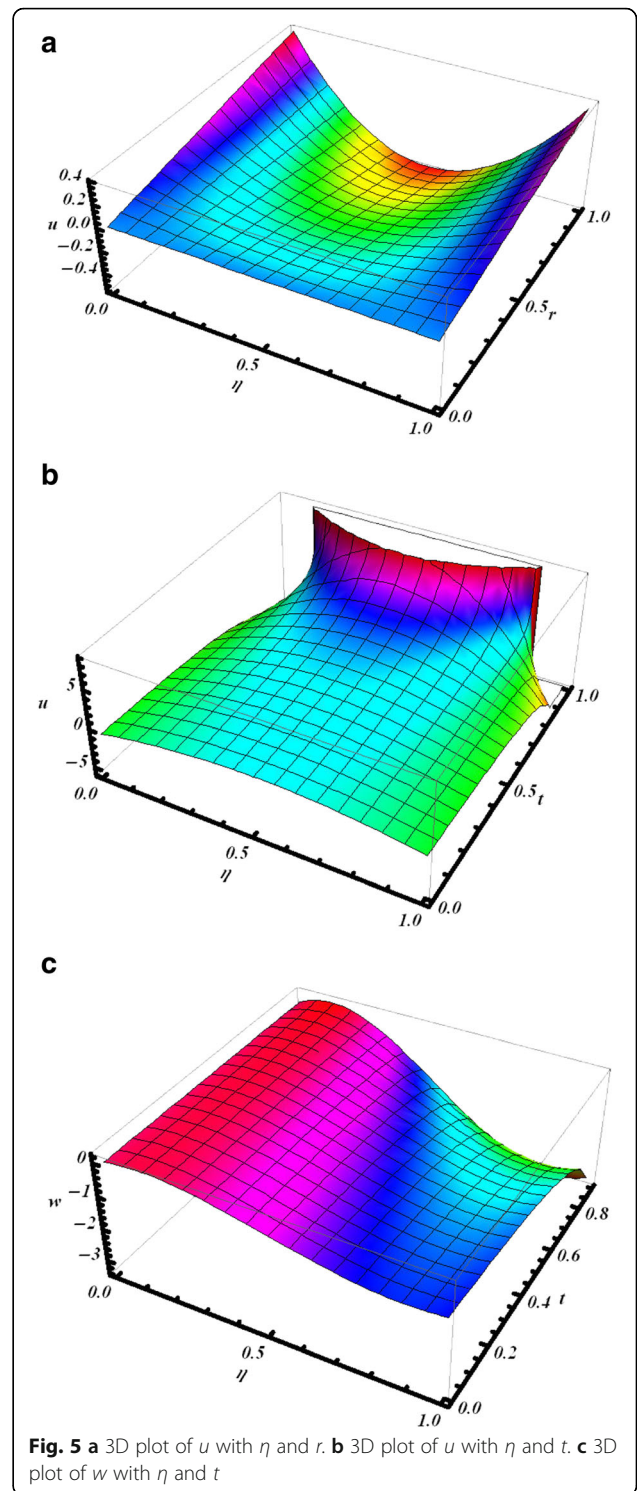 a
0.4
0.2
u 0.0
−0.2
−0.4
0.0
0.5
η
1.0
0.0
0.5 r
1.0
b
5
u
0
−5
0.0
0.5
η
1.0
0.0
0.5 t
1.0
c
0
−1
w
−2
−3
0.0
0.5
η
1.0
0.0
0.2
0.4 t
0.6
0.8
Fig. 5 a 3D plot of u with η and r. b 3D plot of u with η and t. c 3D
plot of w with η and t